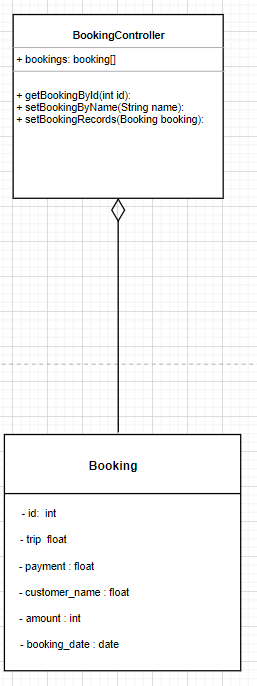 BookingController
+ bookings: booking[]
+ getBookingById(int id):
+ setBookingByName(String name):
+ setBookingRecords(Booking booking):
Booking
- id: int
- trip float
- payment : float
- customer_name : float
- amount : int
- booking_date : date